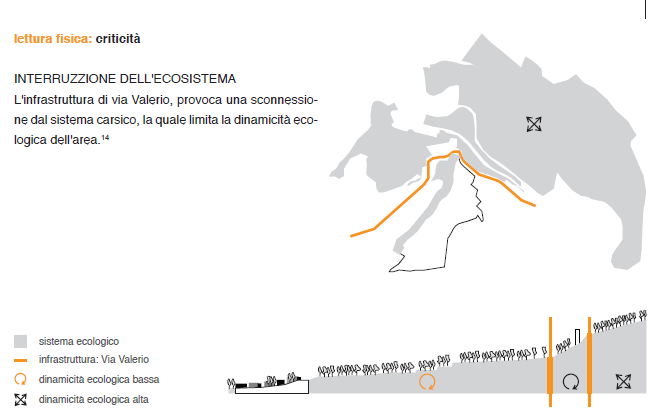 lettura fisica: criticità
INTERRUZZIONE DELL'ECOSISTEMA
L'infrastruttura di via Valerio, provoca una sconnessio-
ne dal sistema carsico, la quale limita la dinamicità eco-
logica dell'area.¹⁴
sistema ecologico
infrastruttura: Via Valerio
dinamicità ecologica bassa
dinamicità ecologica alta